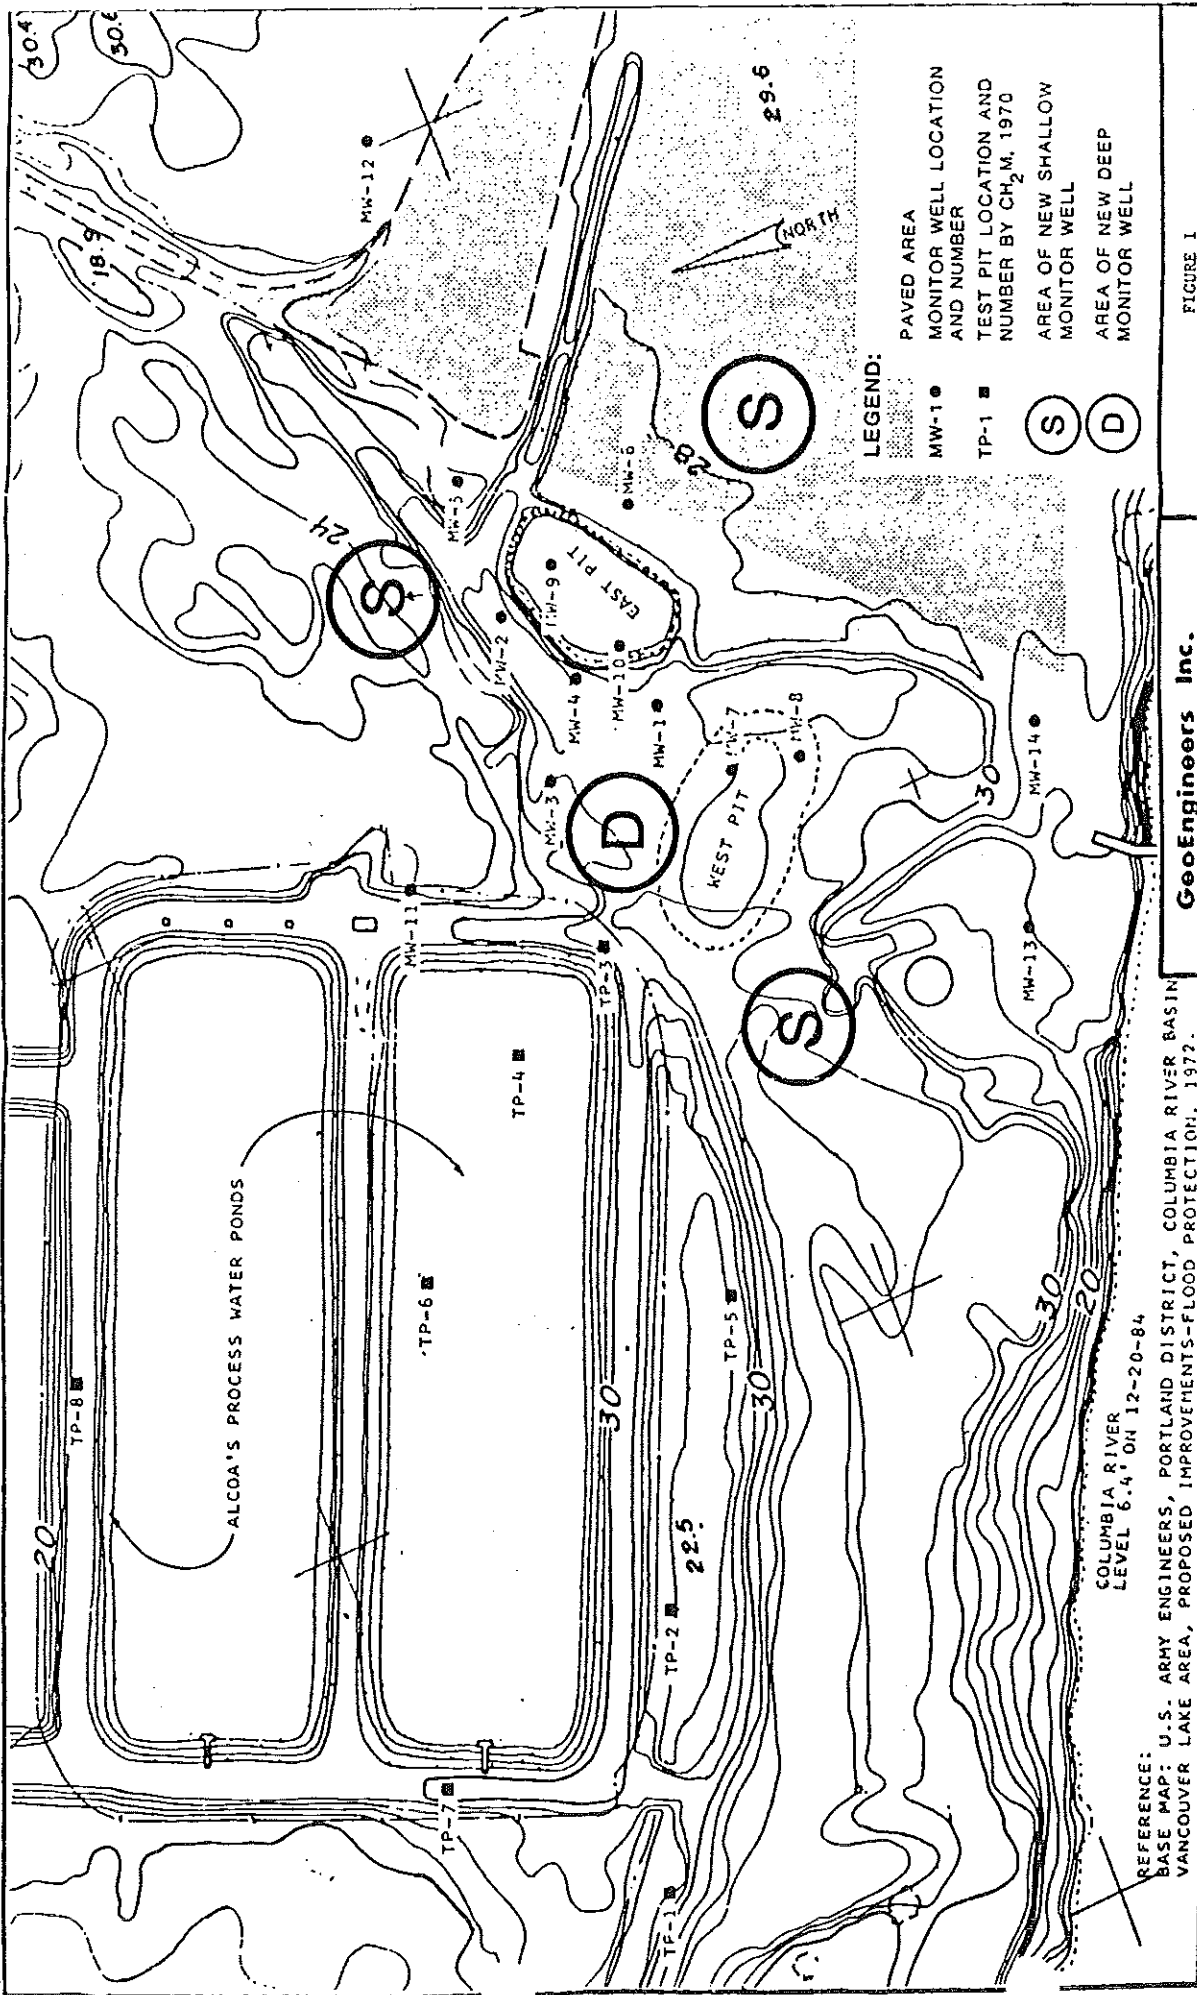 30.4
30.6
18.9
MW-12
29.6
NORTH
24
S
MW-5
MW-6
28
S
MW-9
EAST PIT
MW-2
MW-4
MW-10
MW-1
MW-7
MW-8
WEST PIT
MW-3
D
MW-11
TP-3
S
30
MW-14
MW-13
TP-4
ALCOA'S PROCESS WATER PONDS
TP-6
TP-5
TP-8
30
30
30
20
20
22.5
TP-2
TP-7
TP-1
COLUMBIA RIVER
LEVEL 6.4' ON 12-20-84
LEGEND:
PAVED AREA
MW-1 MONITOR WELL LOCATION
AND NUMBER
TP-1 TEST PIT LOCATION AND
NUMBER BY CH2M, 1970
S AREA OF NEW SHALLOW
MONITOR WELL
D AREA OF NEW DEEP
MONITOR WELL
REFERENCE:
BASE MAP: U.S. ARMY ENGINEERS, PORTLAND DISTRICT, COLUMBIA RIVER BASIN
VANCOUVER LAKE AREA, PROPOSED IMPROVEMENTS-FLOOD PROTECTION, 1972.
GeoEngineers Inc.
FIGURE 1